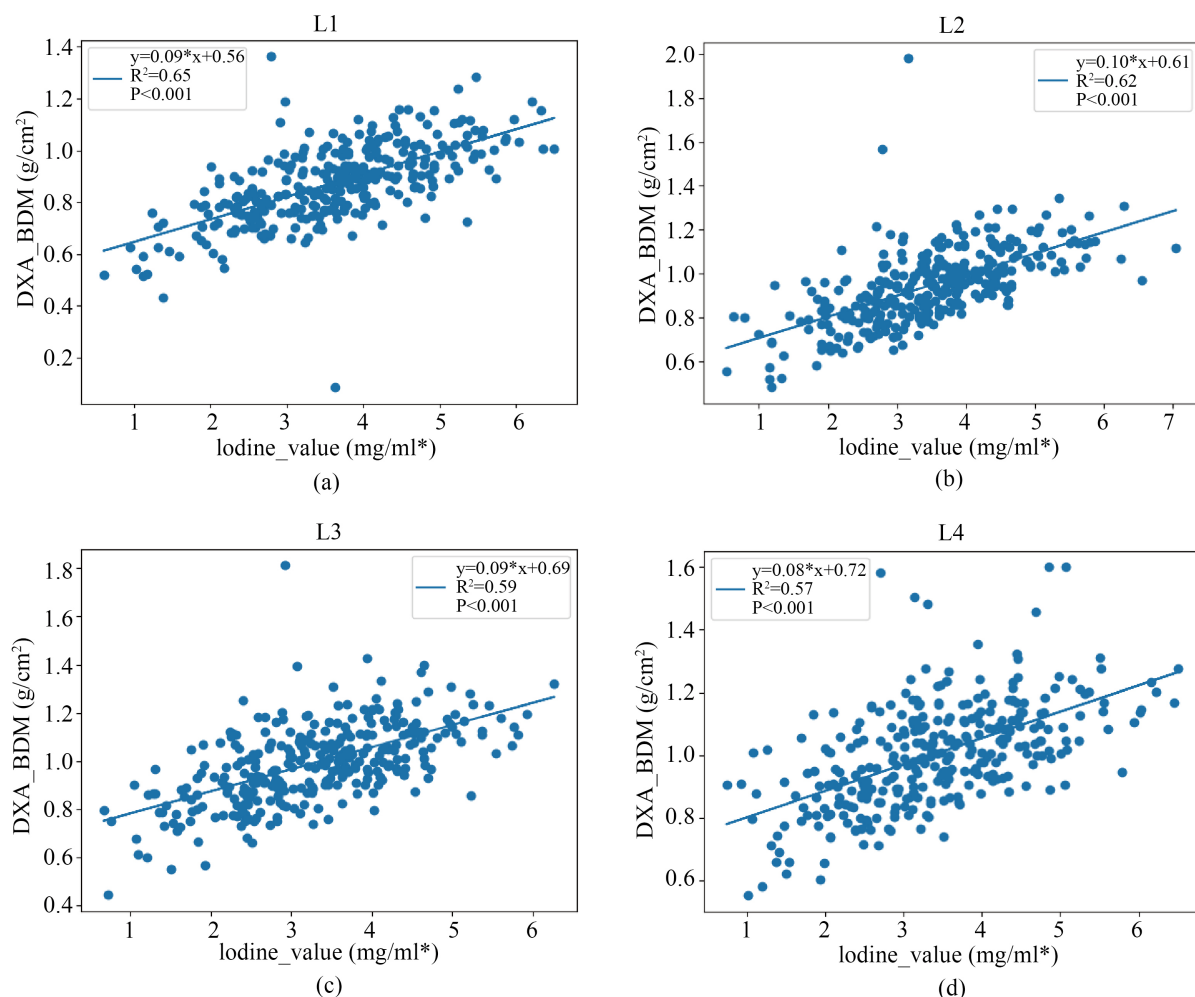 L1
y=0.09*x+0.56
R²=0.65
P<0.001
1.4
1.2
1.0
0.8
0.6
0.4
0.2
DXA_BDM (g/cm²)
1 2 3 4 5 6
lodine_value (mg/ml*)
(a)
L2
y=0.10*x+0.61
R²=0.62
P<0.001
2.0
1.8
1.6
1.4
1.2
1.0
0.8
0.6
DXA_BDM (g/cm²)
1 2 3 4 5 6 7
lodine_value (mg/ml*)
(b)
L3
y=0.09*x+0.69
R²=0.59
P<0.001
1.8
1.6
1.4
1.2
1.0
0.8
0.6
0.4
DXA_BDM (g/cm²)
1 2 3 4 5 6
lodine_value (mg/ml*)
(c)
L4
y=0.08*x+0.72
R²=0.57
P<0.001
1.6
1.4
1.2
1.0
0.8
0.6
DXA_BDM (g/cm²)
1 2 3 4 5 6
lodine_value (mg/ml*)
(d)